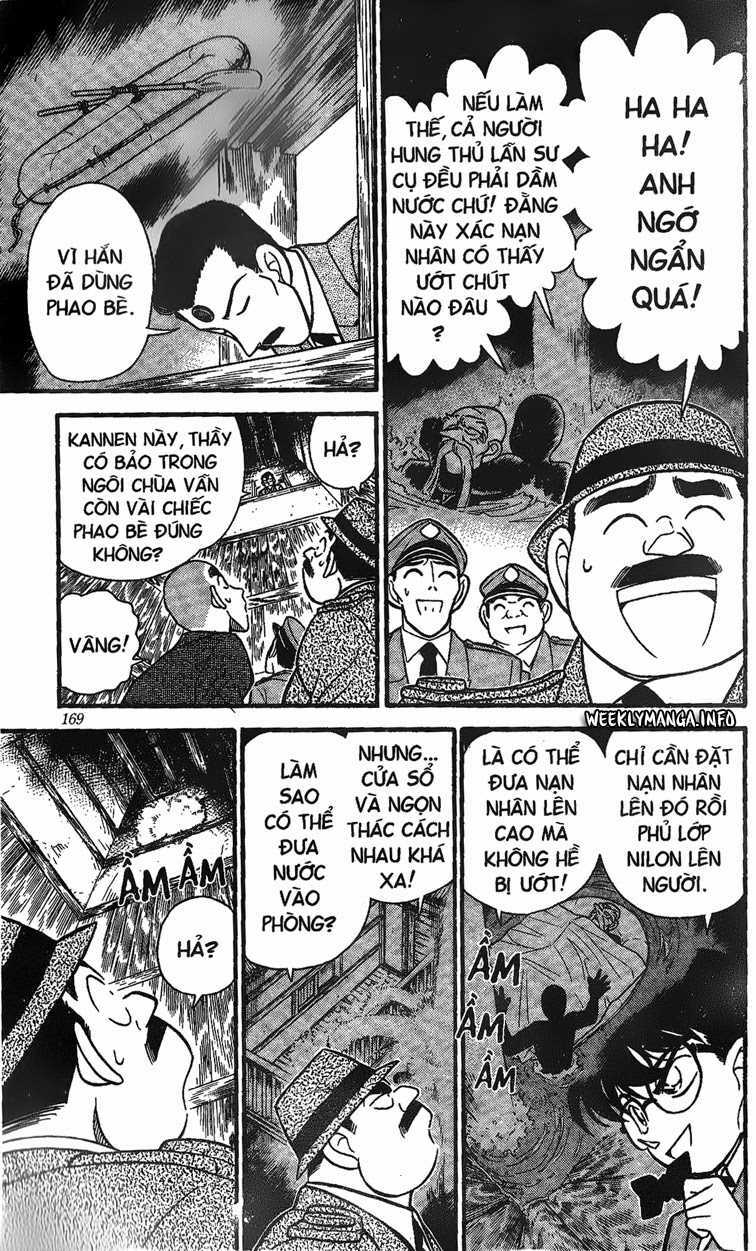 HA HA
HA!
ANH
NGỚ
NGẨN
QUÁ!
NẾU LÀM
THẾ, CẢ NGƯỜI
HUNG THỦ LẪN SƯ
CỤ ĐỀU PHẢI DẦM
NƯỚC CHỨ! ĐẰNG
NÀY XÁC NẠN
NHÂN CÓ THẤY
ƯỚT CHÚT
NÀO ĐÂU
?
VÌ HẮN
ĐÃ DÙNG
PHAO BÈ.
HẢ?
KANNEN NÀY, THẦY
CÓ BẢO TRONG
NGÔI CHÙA VẪN
CÒN VÀI CHIẾC
PHAO BÈ ĐÚNG
KHÔNG?
VÂNG!
169
WEEKLYMANGA.INFO
CHỈ CẦN ĐẶT
NẠN NHÂN
LÊN ĐÓ RỒI
PHỦ LỚP
NILON LÊN
NGƯỜI.
LÀ CÓ THỂ
ĐƯA NẠN
NHÂN LÊN
CAO MÀ
KHÔNG HỀ
BỊ ƯỚT!
ẦM
ẦM
ẦM
NHƯNG...
CỬA SỔ
VÀ NGỌN
THÁC CÁCH
NHAU KHÁ
XA!
LÀM
SAO
CÓ THỂ
ĐƯA
NƯỚC
VÀO
PHÒNG?
ẦM ẦM
HẢ?